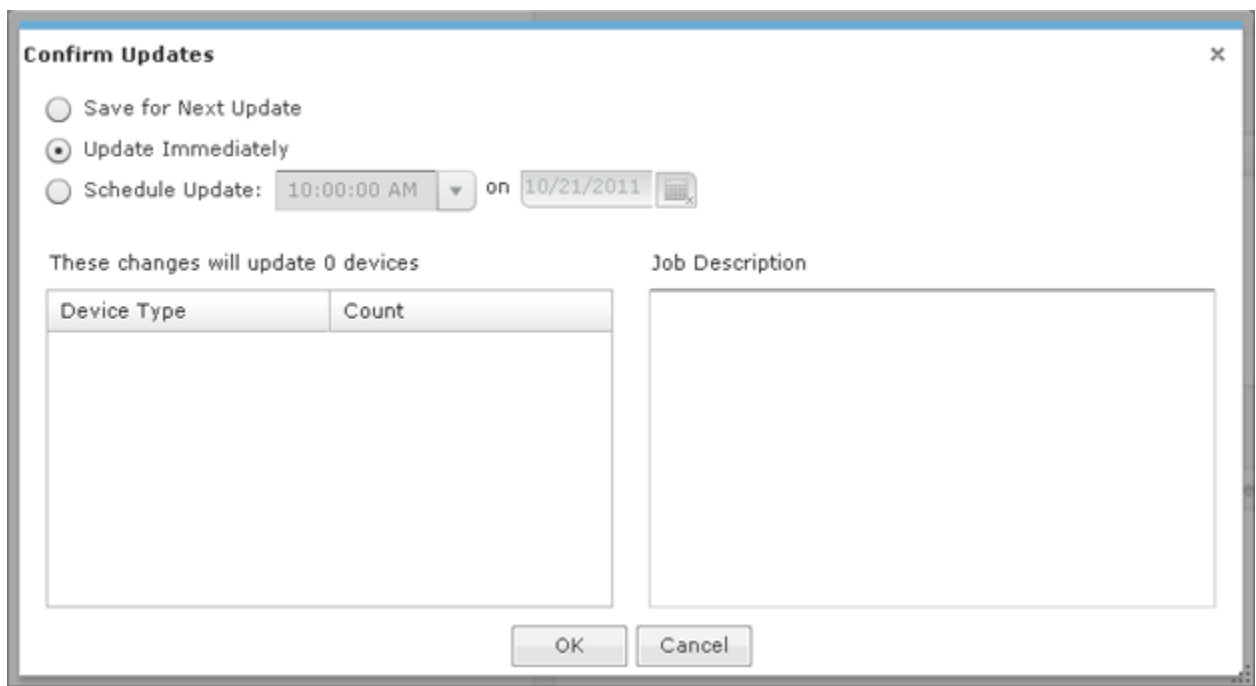 Confirm Updates
Save for Next Update
Update Immediately
Schedule Update: 10:00:00 AM on 10/21/2011
These changes will update 0 devices
Job Description
Device Type Count
OK Cancel